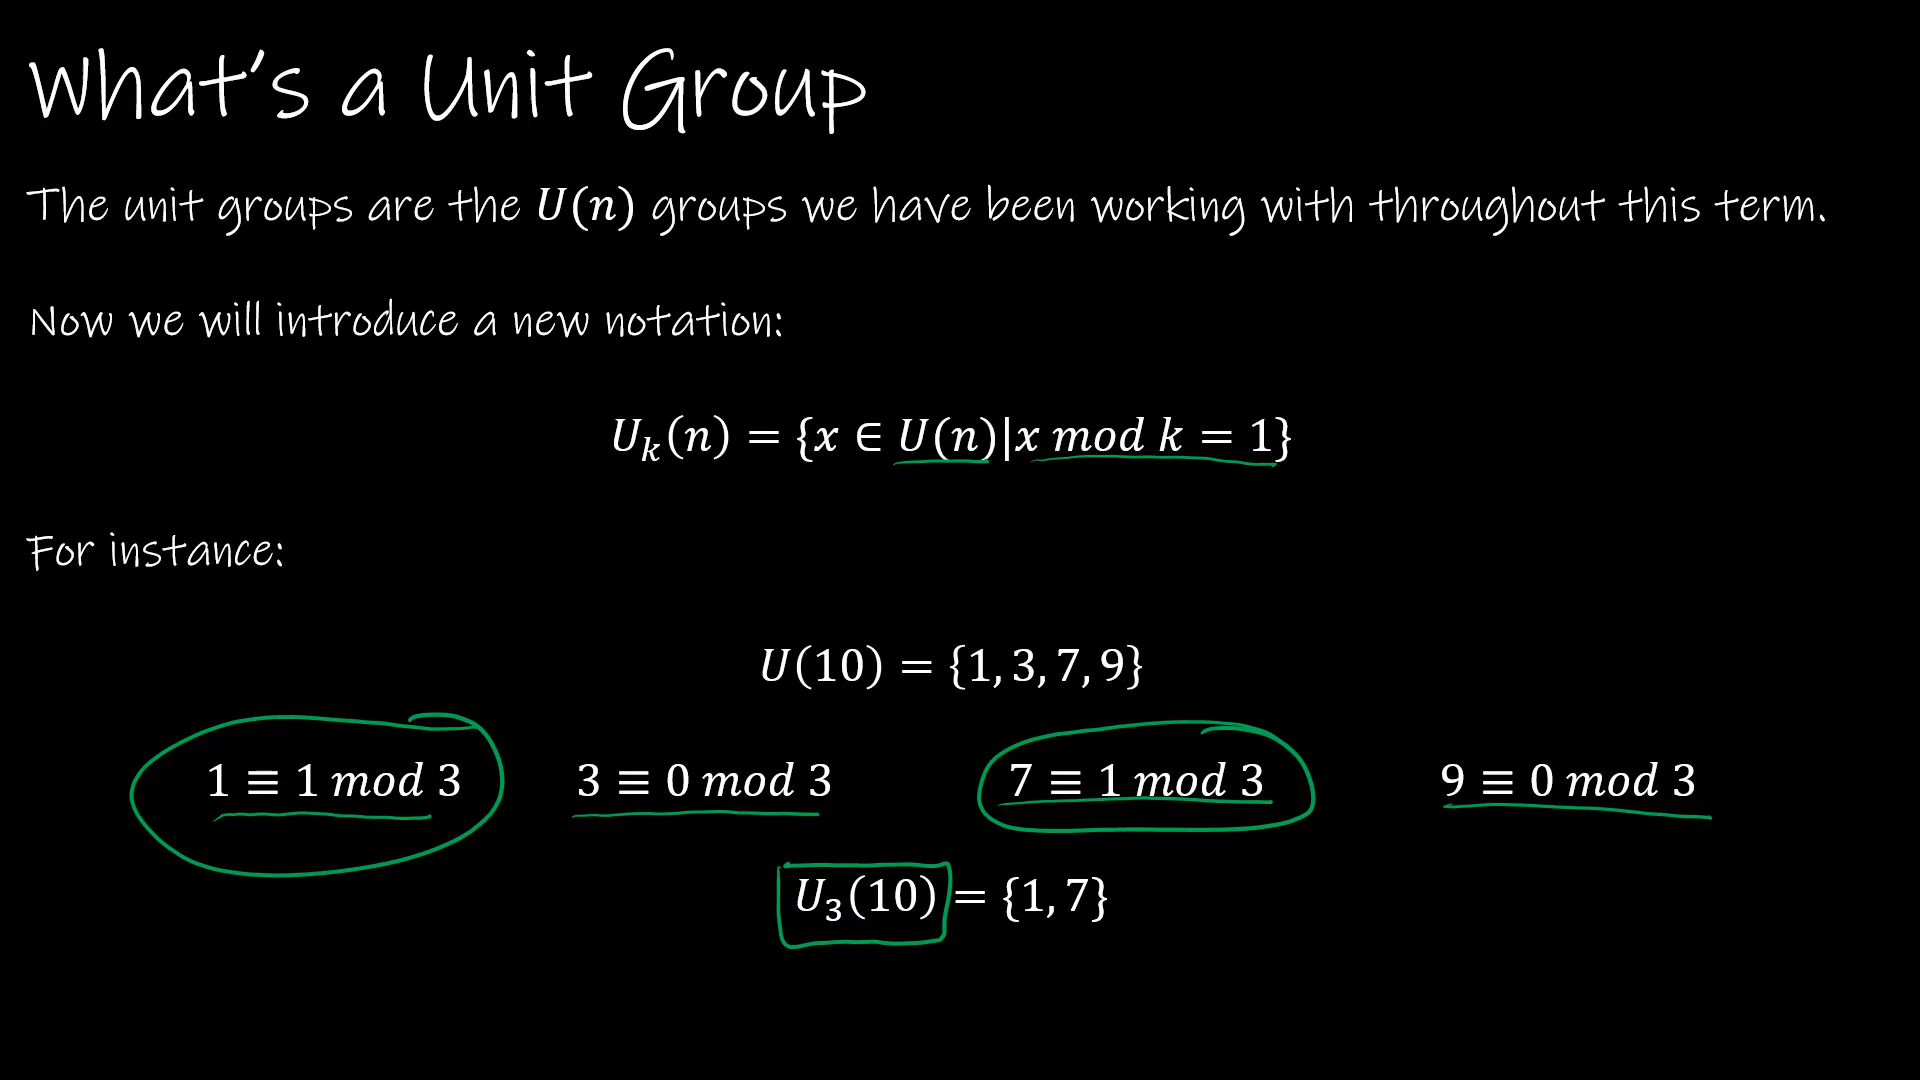 What's a Unit Group
The unit groups are the U(n) groups we have been working with throughout this term.
Now we will introduce a new notation:
Uₖ(n) = {x ∈ U(n)|x mod k = 1}
For instance:
U(10) = {1, 3, 7, 9}
1 ≡ 1 mod 3 3 ≡ 0 mod 3 7 ≡ 1 mod 3 9 ≡ 0 mod 3
U₃(10) = {1, 7}